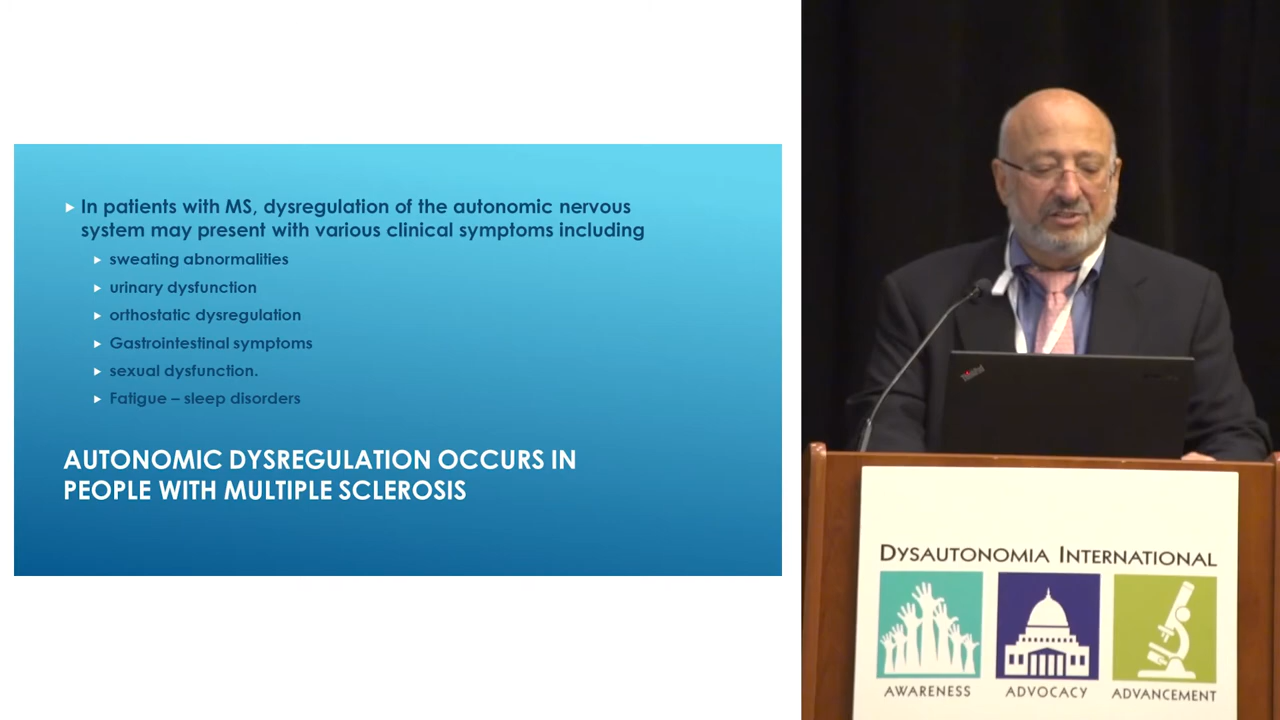 In patients with MS, dysregulation of the autonomic nervous
system may present with various clinical symptoms including
sweating abnormalities
urinary dysfunction
orthostatic dysregulation
Gastrointestinal symptoms
sexual dysfunction.
Fatigue – sleep disorders
AUTONOMIC DYSREGULATION OCCURS IN
PEOPLE WITH MULTIPLE SCLEROSIS
ThinkPad
DYSAUTONOMIA INTERNATIONAL
AWARENESS
ADVOCACY
ADVANCEMENT